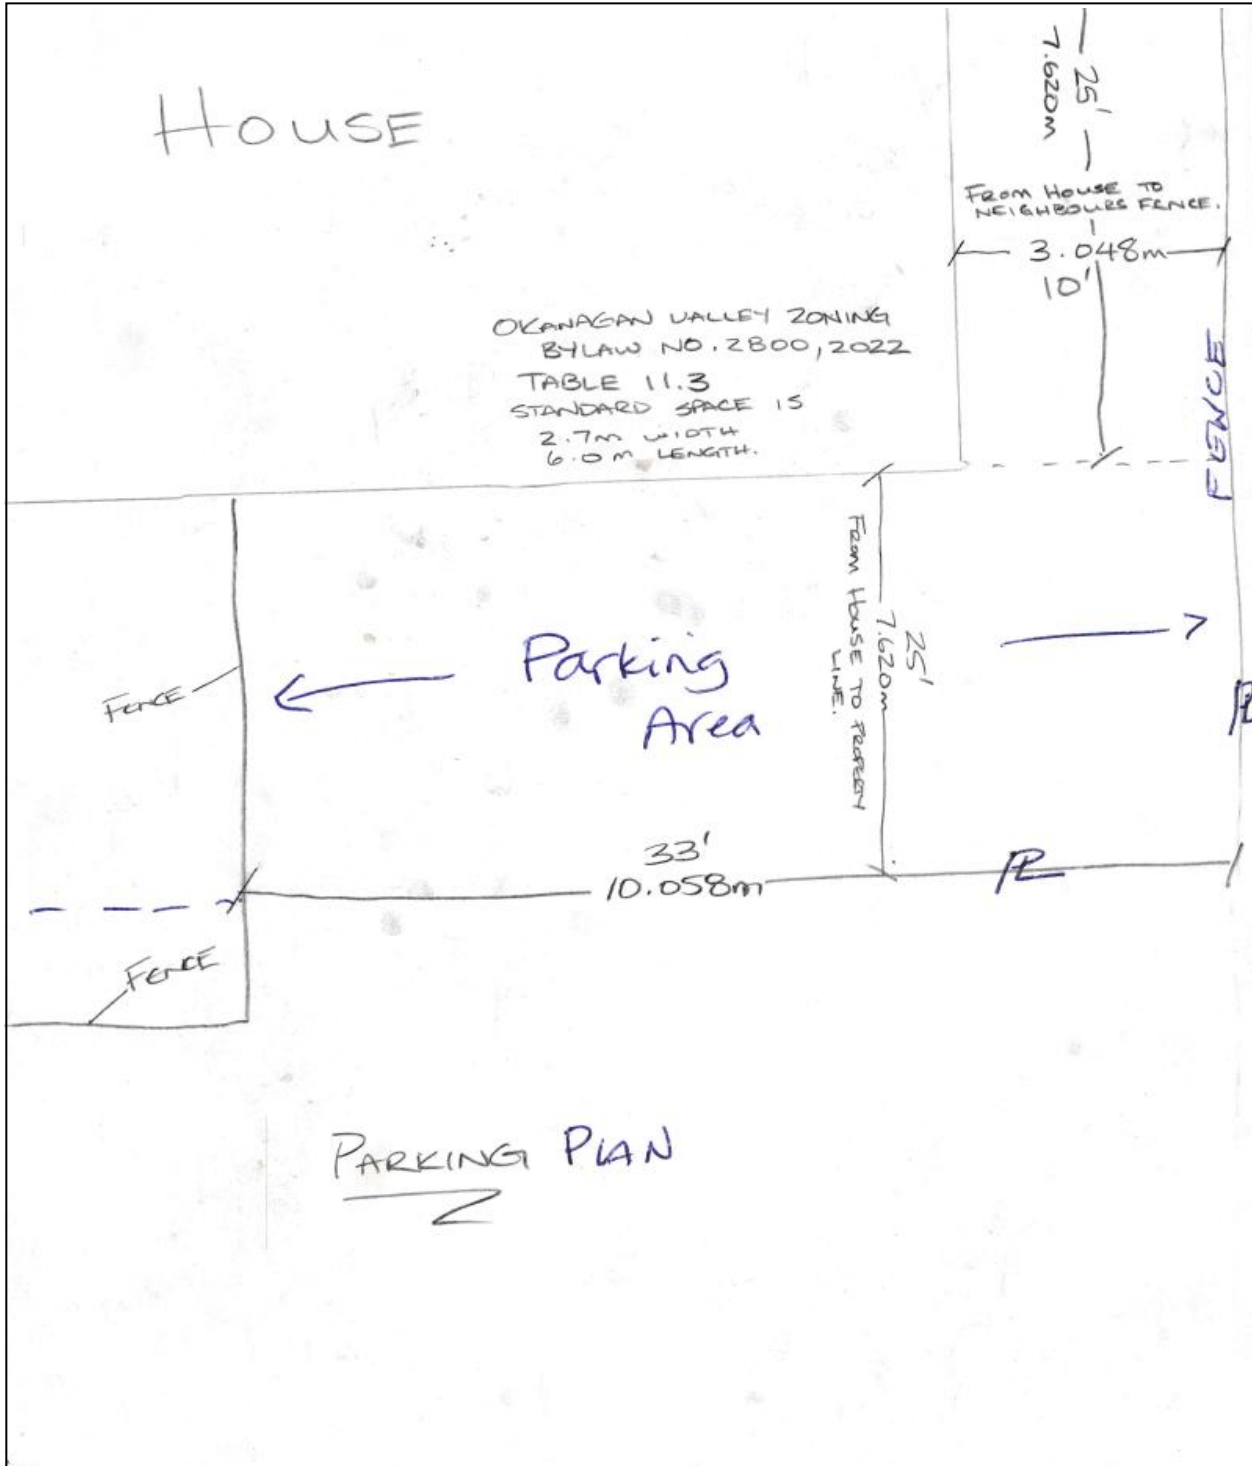 HOUSE
25'
7.620m
FROM HOUSE TO
NEIGHBOURS FENCE.
3.048m
10'
OKANAGAN VALLEY ZONING
BYLAW NO. 2800, 2022
TABLE 11.3
STANDARD SPACE IS
2.7m WIDTH
6.0m LENGTH.
FENCE
25'
7.620m
FROM HOUSE TO PROPERTY
LINE.
FENCE
Parking
Area
PL
33'
10.058m
PL
FENCE
PARKING PLAN